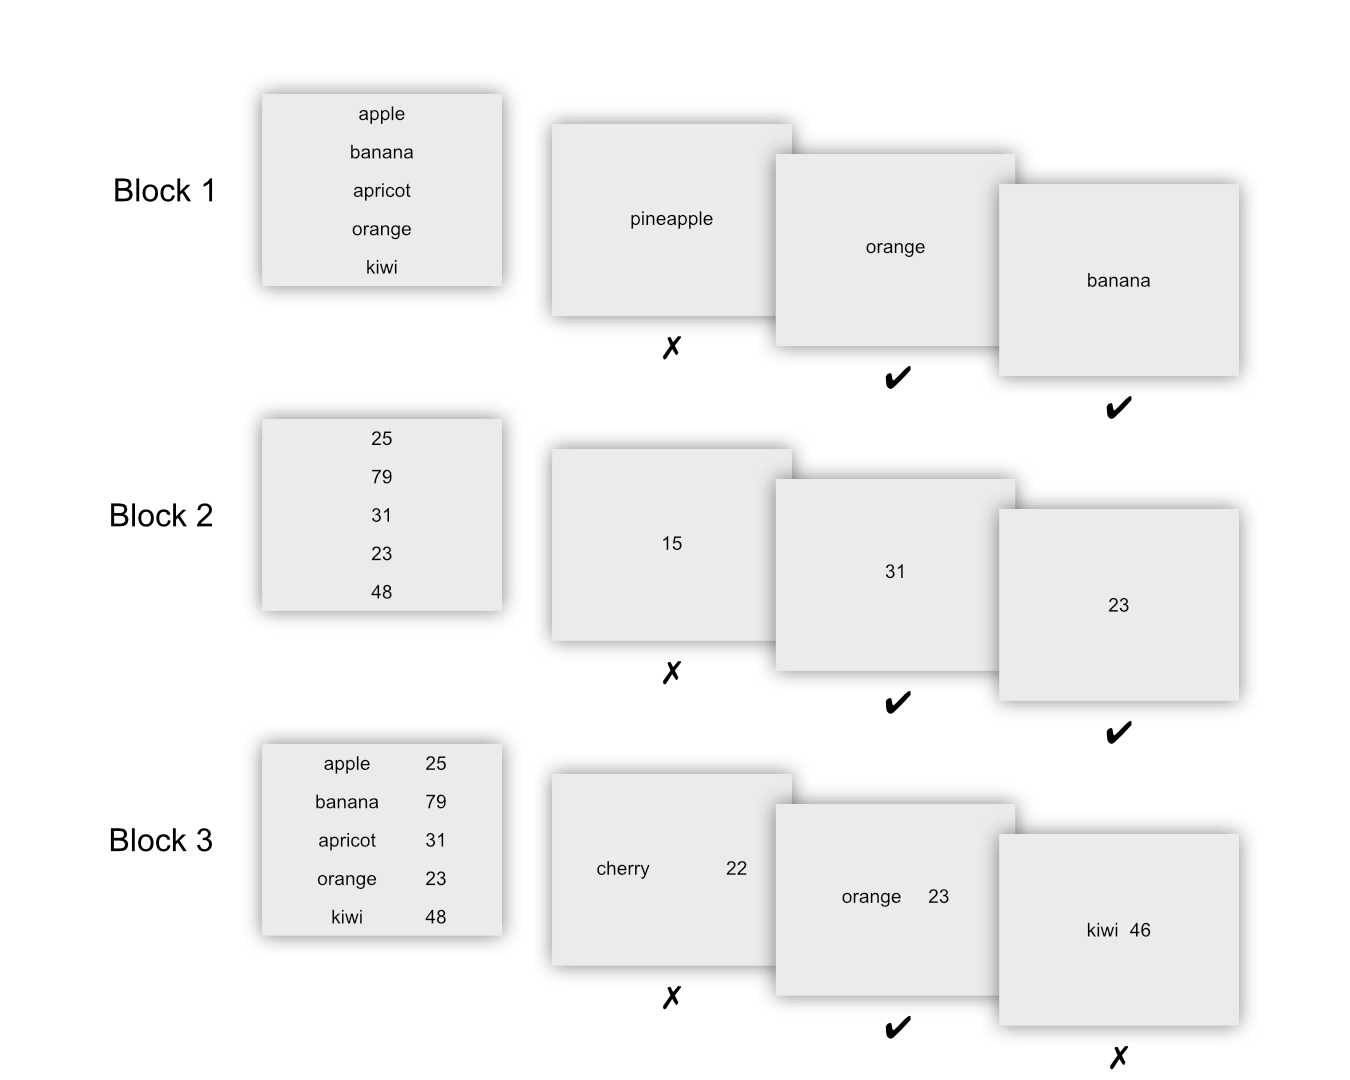 Block 1
apple
banana
apricot
orange
kiwi
pineapple
✗
orange
✔
banana
✔
Block 2
25
79
31
23
48
15
✗
31
✔
23
✔
Block 3
apple 25
banana 79
apricot 31
orange 23
kiwi 48
cherry 22
✗
orange 23
✔
kiwi 46
✗